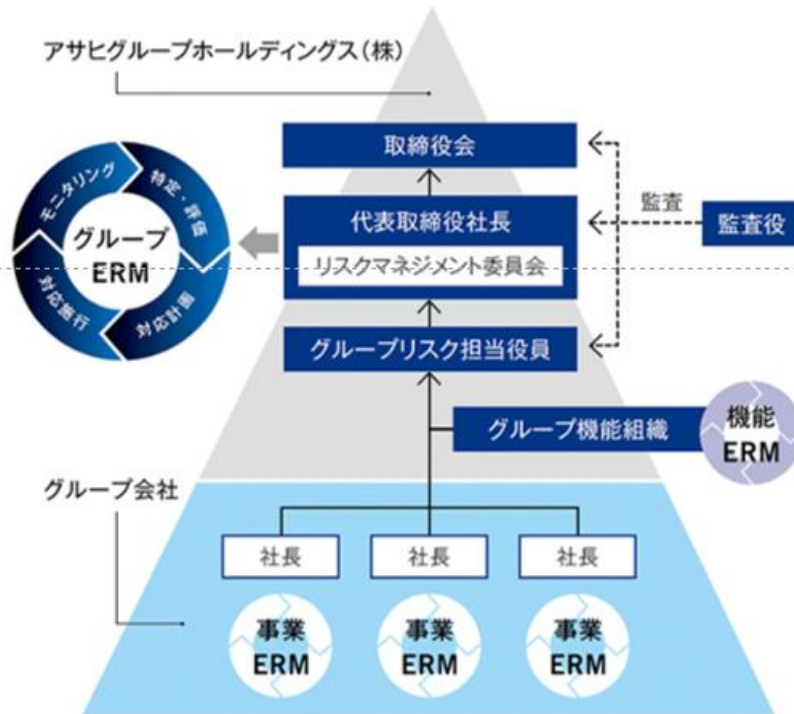 アサヒグループホールディングス(株)
取締役会
モニタリング
特定・評価
対応計画
対応施行
グループ
ERM
代表取締役社長
リスクマネジメント委員会
監査
監査役
グループリスク担当役員
グループ機能組織
機能
ERM
グループ会社
社長
社長
社長
事業
ERM
事業
ERM
事業
ERM